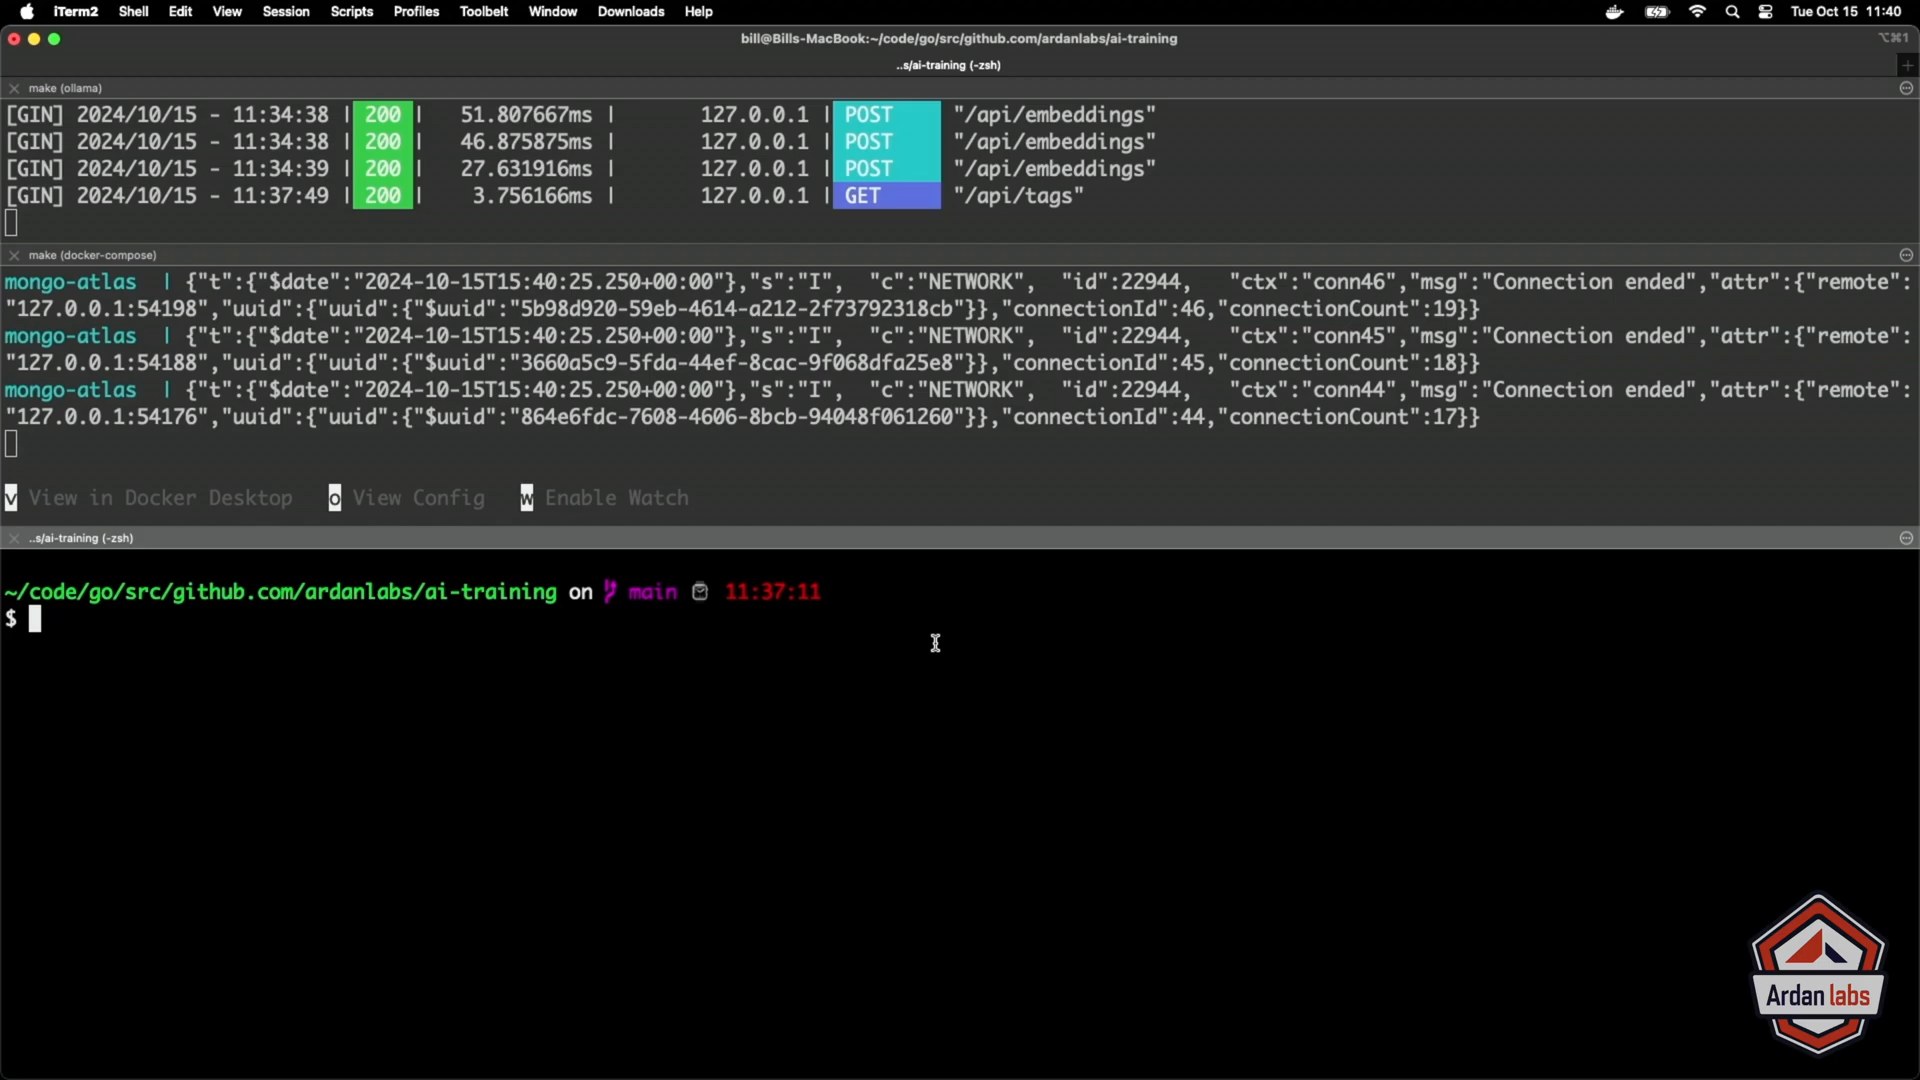 iTerm2 Shell Edit View Session Scripts Profiles Toolbelt Window Downloads Help Tue Oct 15 11:40
bill@Bills-MacBook:~/code/go/src/github.com/ardanlabs/ai-training ⌥⌘1
..s/ai-training (-zsh)
make (ollama)
[GIN] 2024/10/15 - 11:34:38 | 200 | 51.807667ms | 127.0.0.1 | POST "/api/embeddings"
[GIN] 2024/10/15 - 11:34:38 | 200 | 46.875875ms | 127.0.0.1 | POST "/api/embeddings"
[GIN] 2024/10/15 - 11:34:39 | 200 | 27.631916ms | 127.0.0.1 | POST "/api/embeddings"
[GIN] 2024/10/15 - 11:37:49 | 200 | 3.756166ms | 127.0.0.1 | GET "/api/tags"
make (docker-compose)
mongo-atlas | {"t":{"$date":"2024-10-15T15:40:25.250+00:00"},"s":"I", "c":"NETWORK", "id":22944, "ctx":"conn46","msg":"Connection ended","attr":{"remote":
"127.0.0.1:54198","uuid":{"uuid":{"$uuid":"5b98d920-59eb-4614-a212-2f73792318cb"}},"connectionId":46,"connectionCount":19}}
mongo-atlas | {"t":{"$date":"2024-10-15T15:40:25.250+00:00"},"s":"I", "c":"NETWORK", "id":22944, "ctx":"conn45","msg":"Connection ended","attr":{"remote":
"127.0.0.1:54188","uuid":{"uuid":{"$uuid":"3660a5c9-5fda-44ef-8cac-9f068dfa25e8"}},"connectionId":45,"connectionCount":18}}
mongo-atlas | {"t":{"$date":"2024-10-15T15:40:25.250+00:00"},"s":"I", "c":"NETWORK", "id":22944, "ctx":"conn44","msg":"Connection ended","attr":{"remote":
"127.0.0.1:54176","uuid":{"uuid":{"$uuid":"864e6fdc-7608-4606-8bcb-94048f061260"}},"connectionId":44,"connectionCount":17}}
v View in Docker Desktop o View Config w Enable Watch
..s/ai-training (-zsh)
~/code/go/src/github.com/ardanlabs/ai-training on main 11:37:11
$
Ardan labs